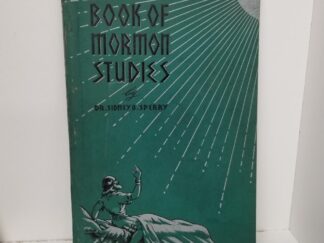 BOOK OF
MORMON
STUDIES
By
DR. SIDNEY B. SPERRY